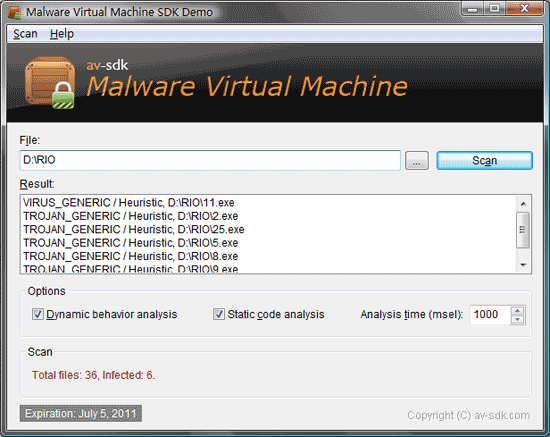 Malware Virtual Machine SDK Demo
Scan Help
av-sdk
Malware Virtual Machine
File:
D:\RIO
...
Scan
Result:
VIRUS_GENERIC / Heuristic, D:\RIO\11.exe
TROJAN_GENERIC / Heuristic, D:\RIO\2.exe
TROJAN_GENERIC / Heuristic, D:\RIO\25.exe
TROJAN_GENERIC / Heuristic, D:\RIO\5.exe
TROJAN_GENERIC / Heuristic, D:\RIO\8.exe
TROJAN_GENERIC / Heuristic, D:\RIO\9.exe
Options
Dynamic behavior analysis
Static code analysis
Analysis time (msel):
1000
Scan
Total files: 36, Infected: 6.
Expiration: July 5, 2011
Copyright (C) av-sdk.com